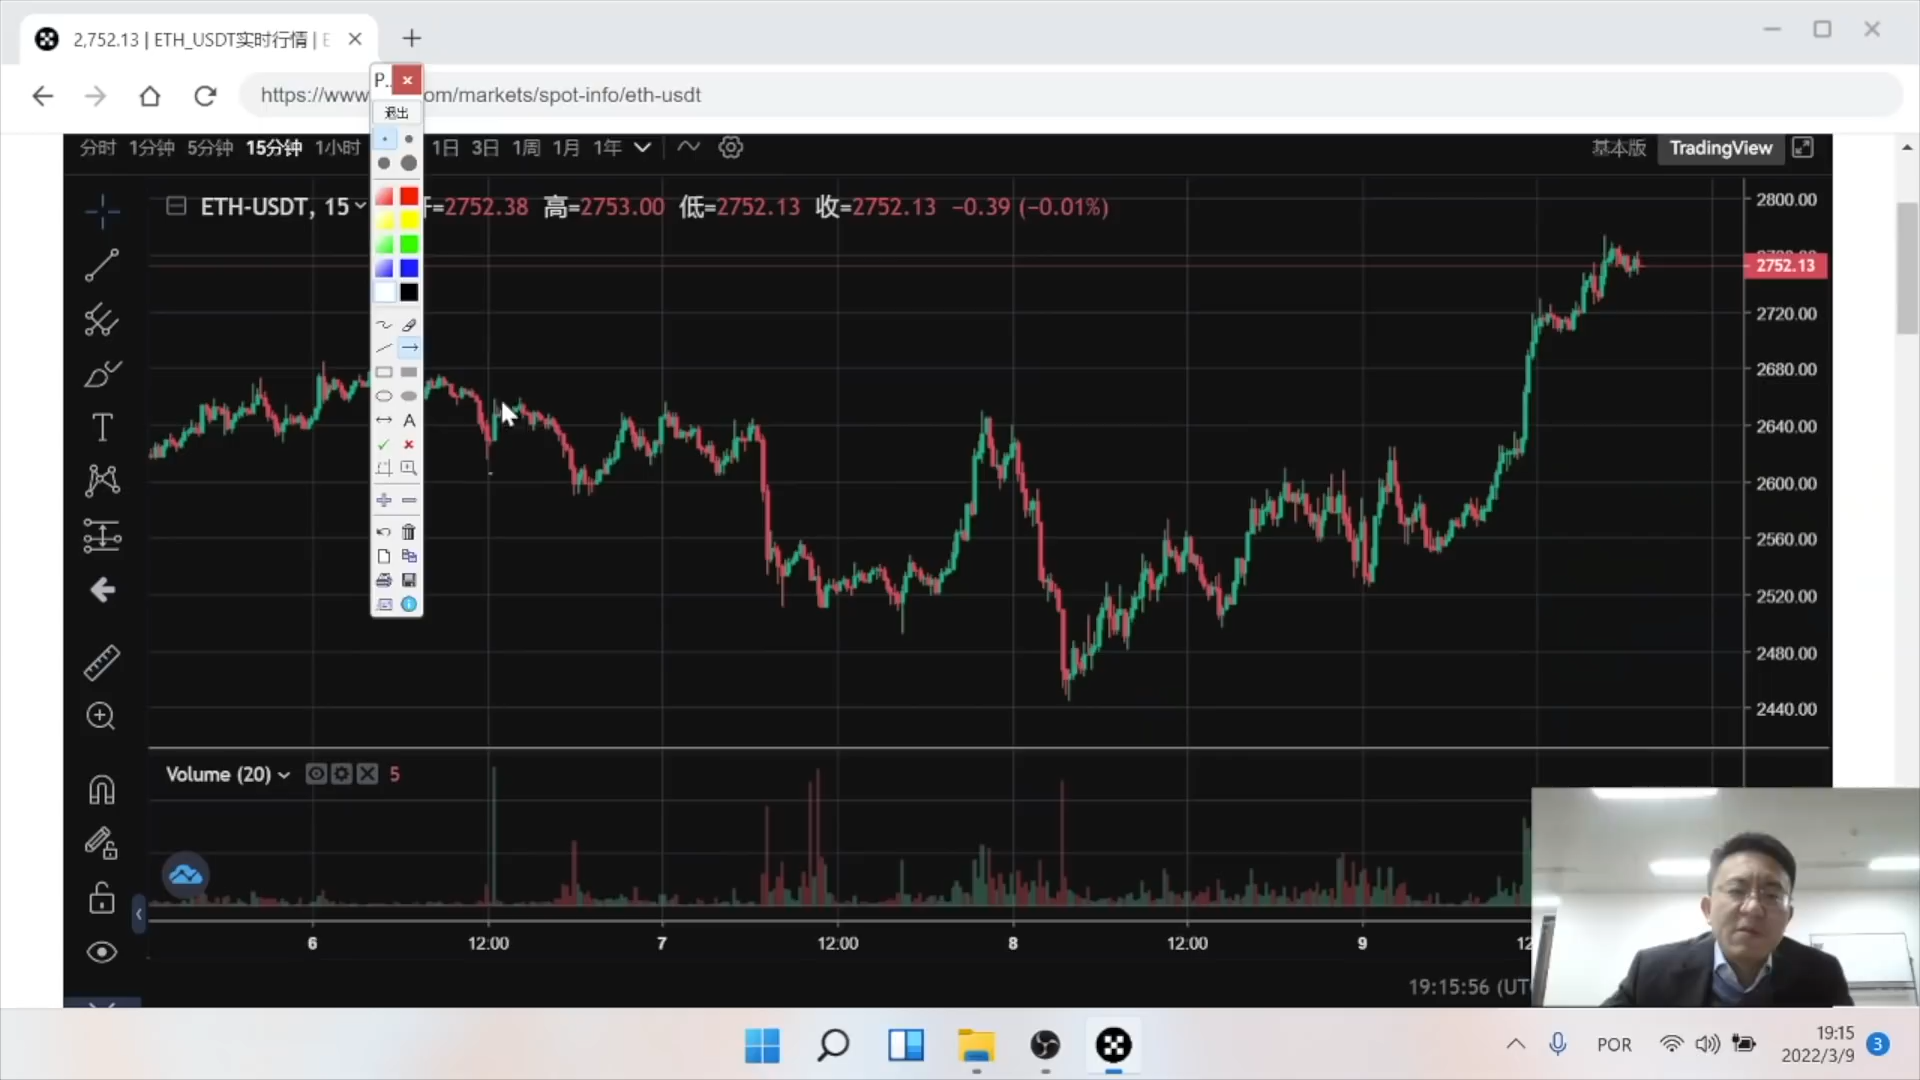 2,752.13 | ETH_USDT实时行情 |
https://www
om/markets/spot-info/eth-usdt
P..
退出
分时 1分钟 5分钟 15分钟 1小时
1日 3日 1周 1月 1年
基本版 TradingView
ETH-USDT, 15
=2752.38 高=2753.00 低=2752.13 收=2752.13 −0.39 (−0.01%)
2800.00
2752.13
2720.00
2680.00
2640.00
2600.00
2560.00
2520.00
2480.00
2440.00
T
A
Volume (20) 5
6 12:00 7 12:00 8 12:00 9
19:15:56
POR
19:15
2022/3/9
3